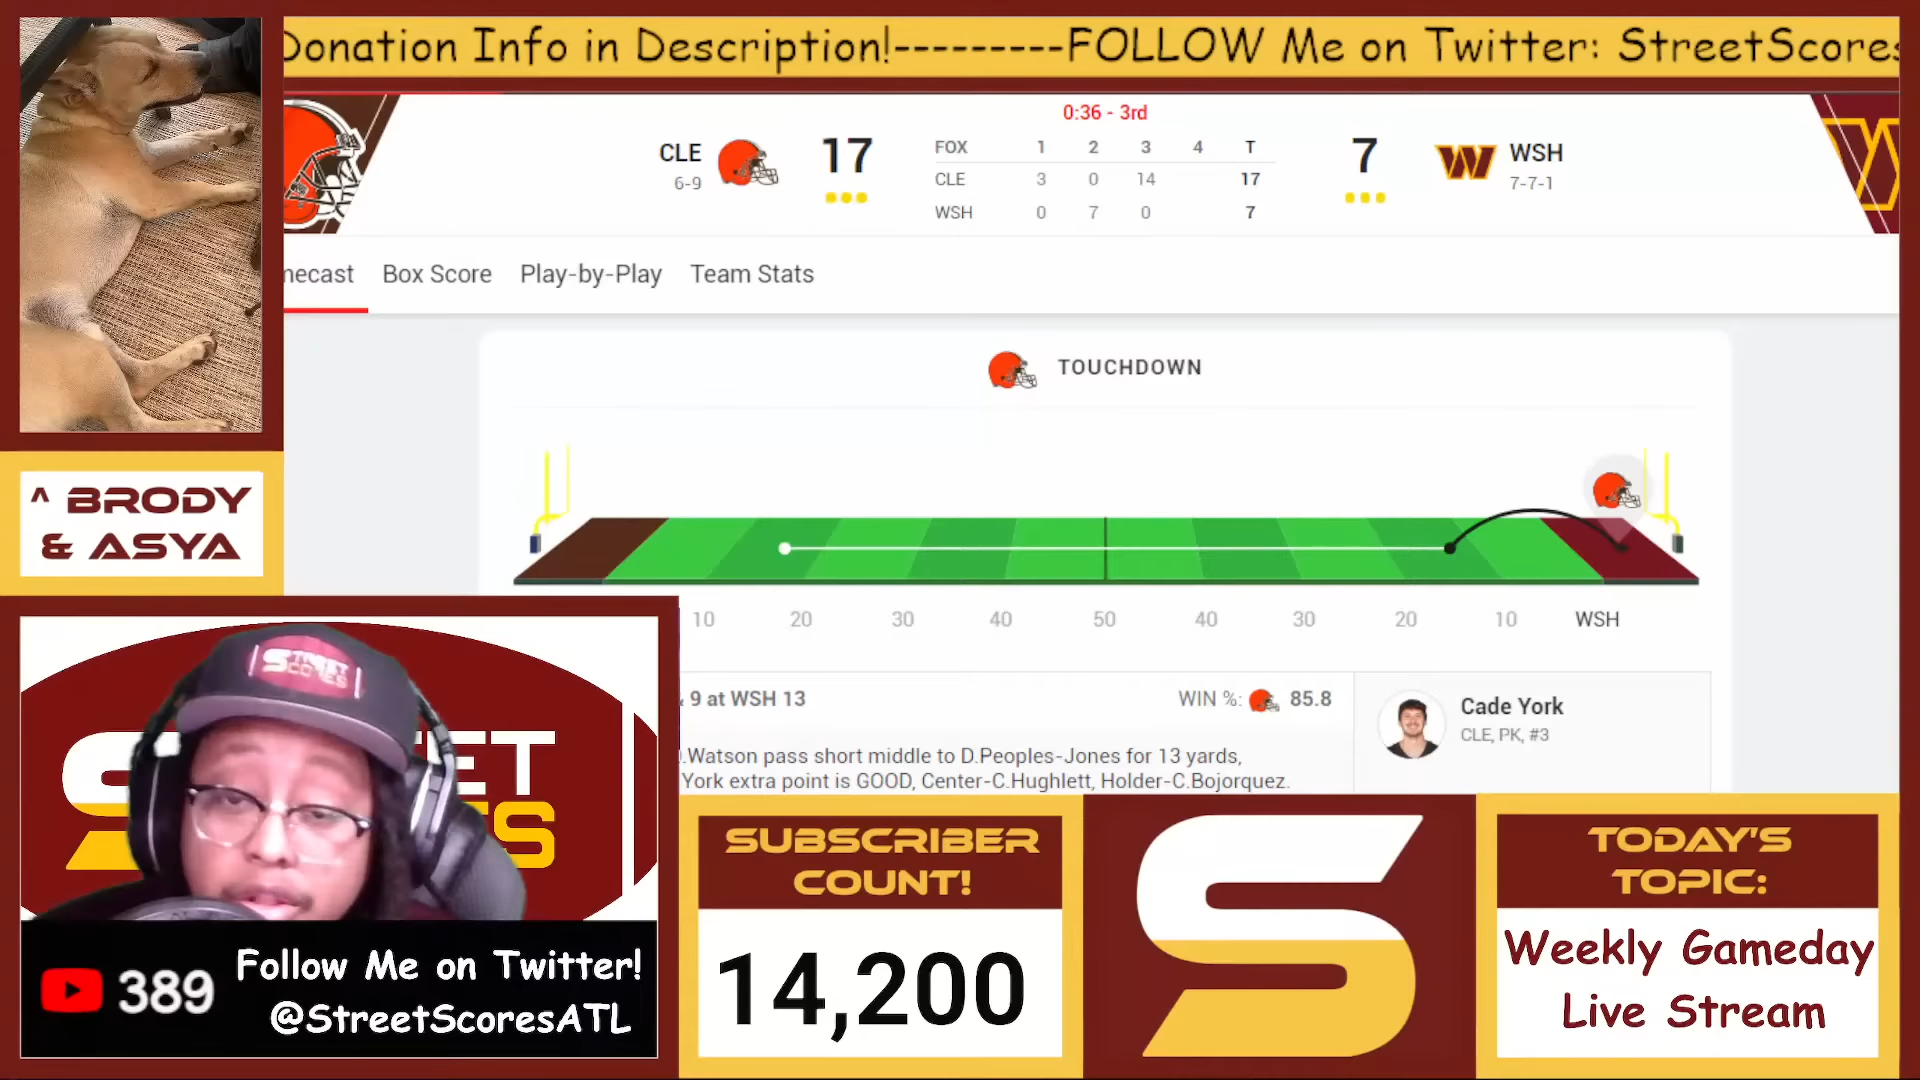 Donation Info in Description!---------FOLLOW Me on Twitter: StreetScores
0:36 - 3rd
CLE 17
6-9
FOX 1 2 3 4 T
CLE 3 0 14 17
WSH 0 7 0 7
7 WSH
7-7-1
W
mecast Box Score Play-by-Play Team Stats
TOUCHDOWN
10 20 30 40 50 40 30 20 10 WSH
& 9 at WSH 13
WIN %: 85.8
.Watson pass short middle to D.Peoples-Jones for 13 yards,
York extra point is GOOD, Center-C.Hughlett, Holder-C.Bojorquez.
Cade York
CLE, PK, #3
^ BRODY
& ASYA
STREET
SCORES
ET
ES
389
Follow Me on Twitter!
@StreetScoresATL
SUBSCRIBER
COUNT!
14,200
S
TODAY'S
TOPIC:
Weekly Gameday
Live Stream